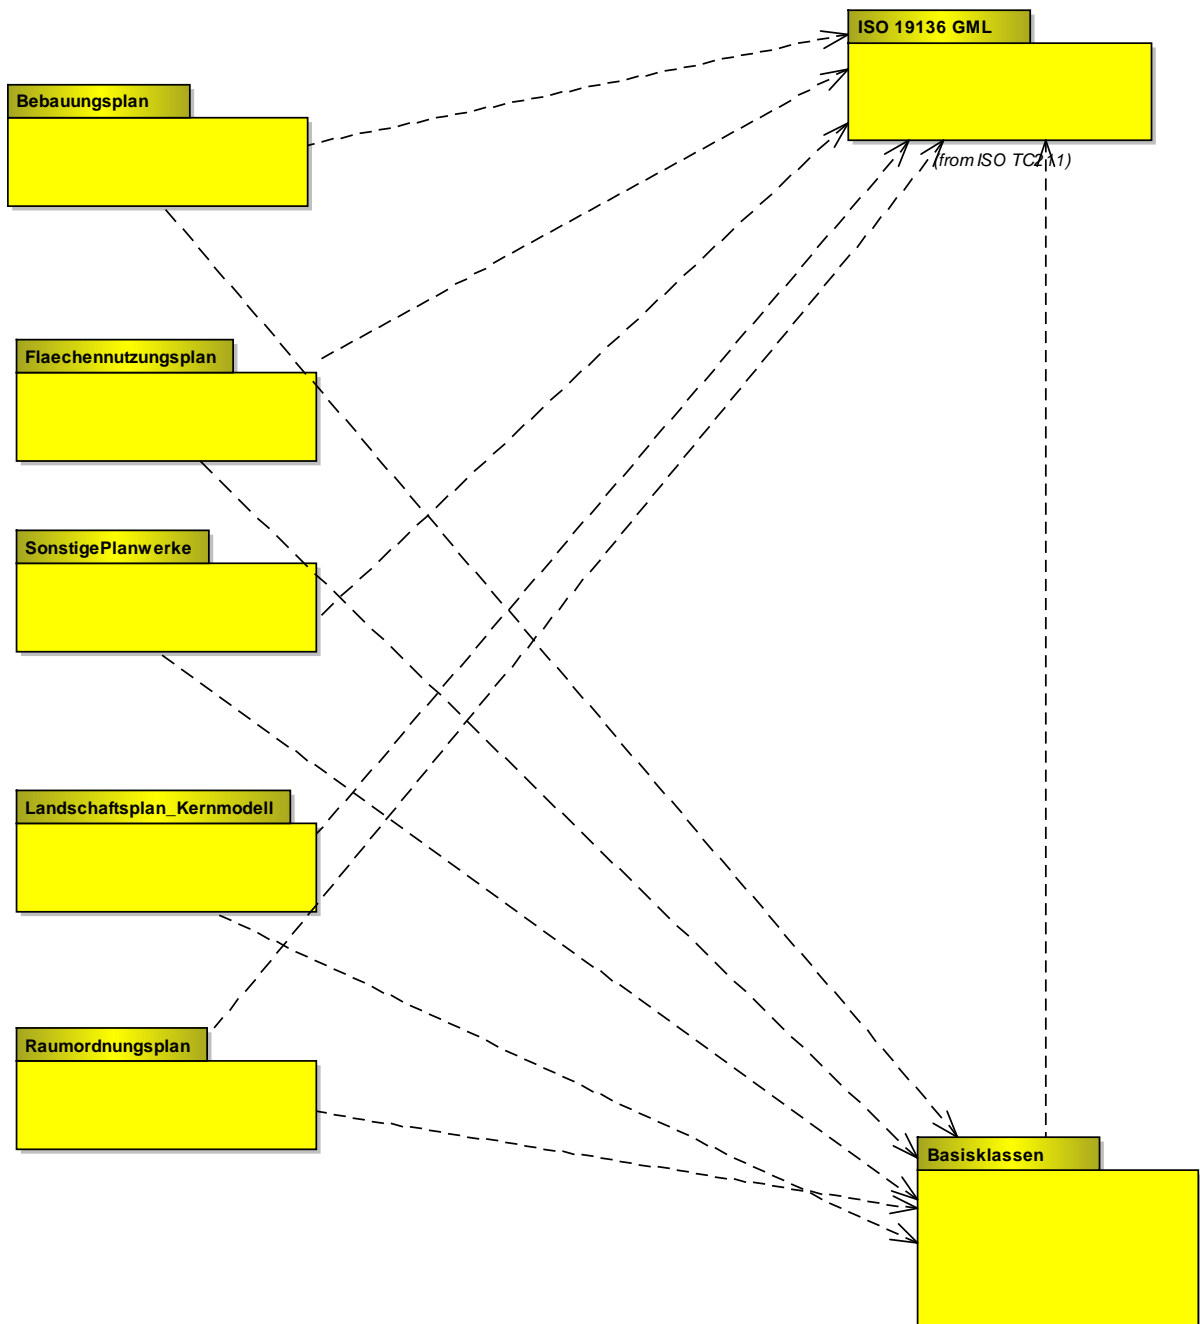 ISO 19136 GML
(from ISO TC211)
Bebauungsplan
Flaechennutzungsplan
SonstigePlanwerke
Landschaftsplan_Kernmodell
Raumordnungsplan
Basisklassen